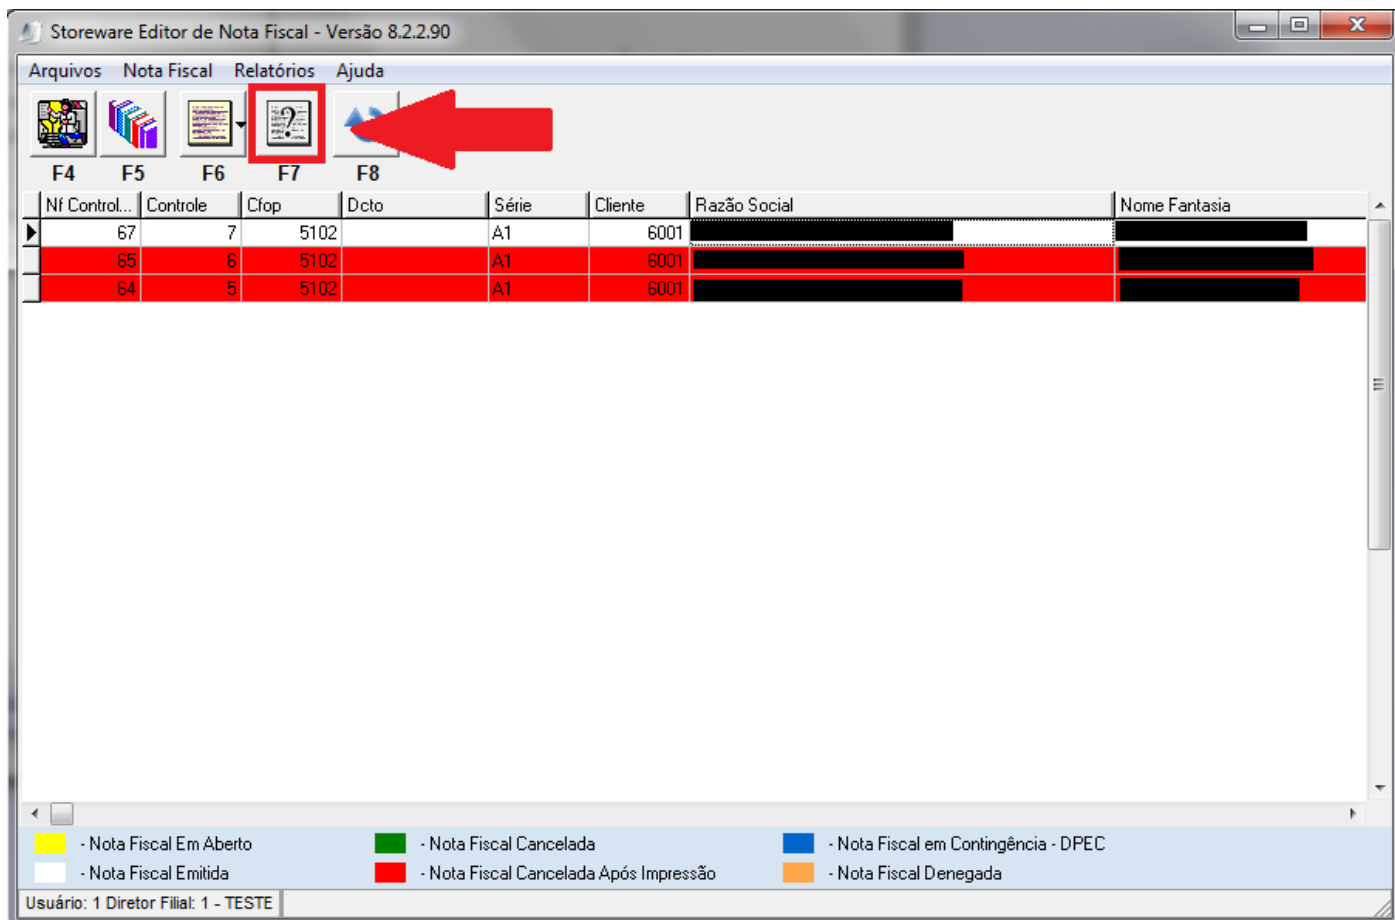 Storeware Editor de Nota Fiscal - Versão 8.2.2.90
Arquivos Nota Fiscal Relatórios Ajuda
?
F4 F5 F6 F7 F8
Nf Control... Controle Cfop Dcto Série Cliente Razão Social Nome Fantasia
67 7 5102 A1 6001
65 6 5102 A1 6001
64 5 5102 A1 6001
- Nota Fiscal Em Aberto - Nota Fiscal Cancelada - Nota Fiscal em Contingência - DPEC
- Nota Fiscal Emitida - Nota Fiscal Cancelada Após Impressão - Nota Fiscal Denegada
Usuário: 1 Diretor Filial: 1 - TESTE